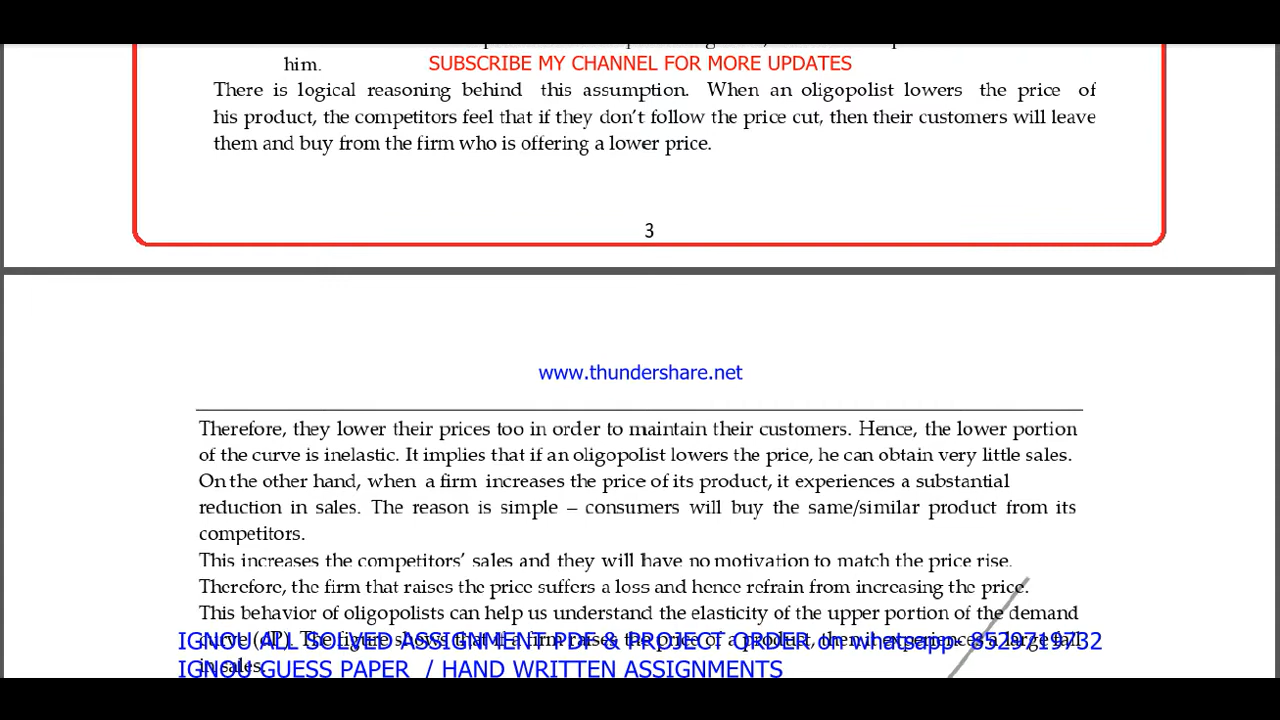 him.
SUBSCRIBE MY CHANNEL FOR MORE UPDATES
There is logical reasoning behind this assumption. When an oligopolist lowers the price of
his product, the competitors feel that if they don't follow the price cut, then their customers will leave
them and buy from the firm who is offering a lower price.
3
www.thundershare.net
Therefore, they lower their prices too in order to maintain their customers. Hence, the lower portion
of the curve is inelastic. It implies that if an oligopolist lowers the price, he can obtain very little sales.
On the other hand, when a firm increases the price of its product, it experiences a substantial
reduction in sales. The reason is simple – consumers will buy the same/similar product from its
competitors.
This increases the competitors' sales and they will have no motivation to match the price rise.
Therefore, the firm that raises the price suffers a loss and hence refrain from increasing the price.
This behavior of oligopolists can help us understand the elasticity of the upper portion of the demand
IGNOU ALL SOLVED ASSIGNMENT PDF & PROJECT ORDER on whatsapp- 8529719732
in sales.
IGNOU GUESS PAPER / HAND WRITTEN ASSIGNMENTS